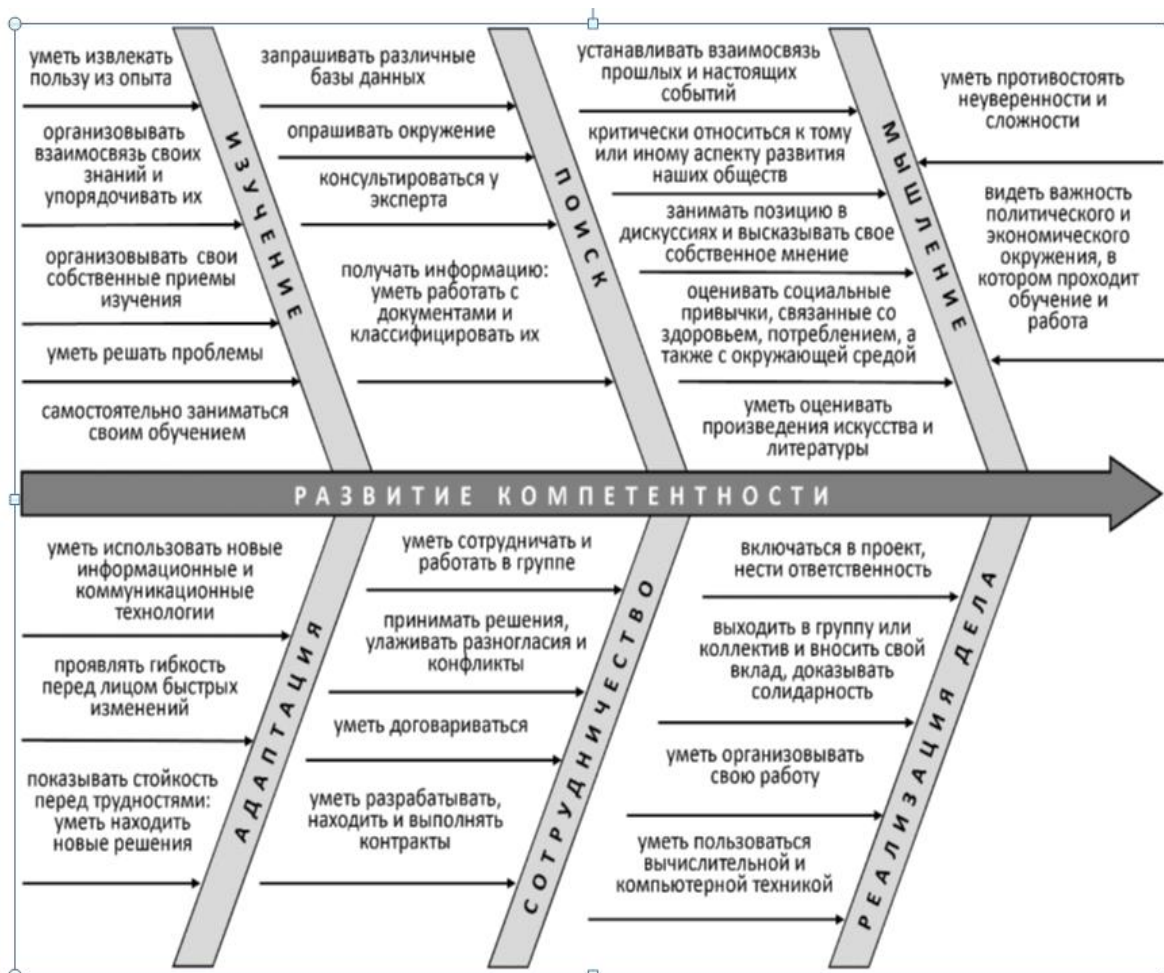 уметь извлекать
пользу из опыта
организовывать
взаимосвязь своих
знаний и
упорядочивать их
организовывать свои
собственные приемы
изучения
уметь решать проблемы
самостоятельно заниматься
своим обучением
ИЗУЧЕНИЕ
запрашивать различные
базы данных
опрашивать окружение
консультироваться у
эксперта
получать информацию:
уметь работать с
документами и
классифицировать их
ПОИСК
устанавливать взаимосвязь
прошлых и настоящих
событий
критически относиться к тому
или иному аспекту развития
наших обществ
занимать позицию в
дискуссиях и высказывать свое
собственное мнение
оценивать социальные
привычки, связанные со
здоровьем, потреблением, а
также с окружающей средой
уметь оценивать
произведения искусства и
литературы
МЫШЛЕНИЕ
уметь противостоять
неуверенности и
сложности
видеть важность
политического и
экономического
окружения, в
котором проходит
обучение и
работа
РАЗВИТИЕ КОМПЕТЕНТНОСТИ
уметь использовать новые
информационные и
коммуникационные
технологии
проявлять гибкость
перед лицом быстрых
изменений
показывать стойкость
перед трудностями:
уметь находить
новые решения
АДАПТАЦИЯ
уметь сотрудничать и
работать в группе
принимать решения,
улаживать разногласия и
конфликты
уметь договариваться
уметь разрабатывать,
находить и выполнять
контракты
СОТРУДНИЧЕСТВО
включаться в проект,
нести ответственность
выходить в группу или
коллектив и вносить свой
вклад, доказывать
солидарность
уметь организовывать
свою работу
уметь пользоваться
вычислительной и
компьютерной техникой
РЕАЛИЗАЦИЯ ДЕЛА